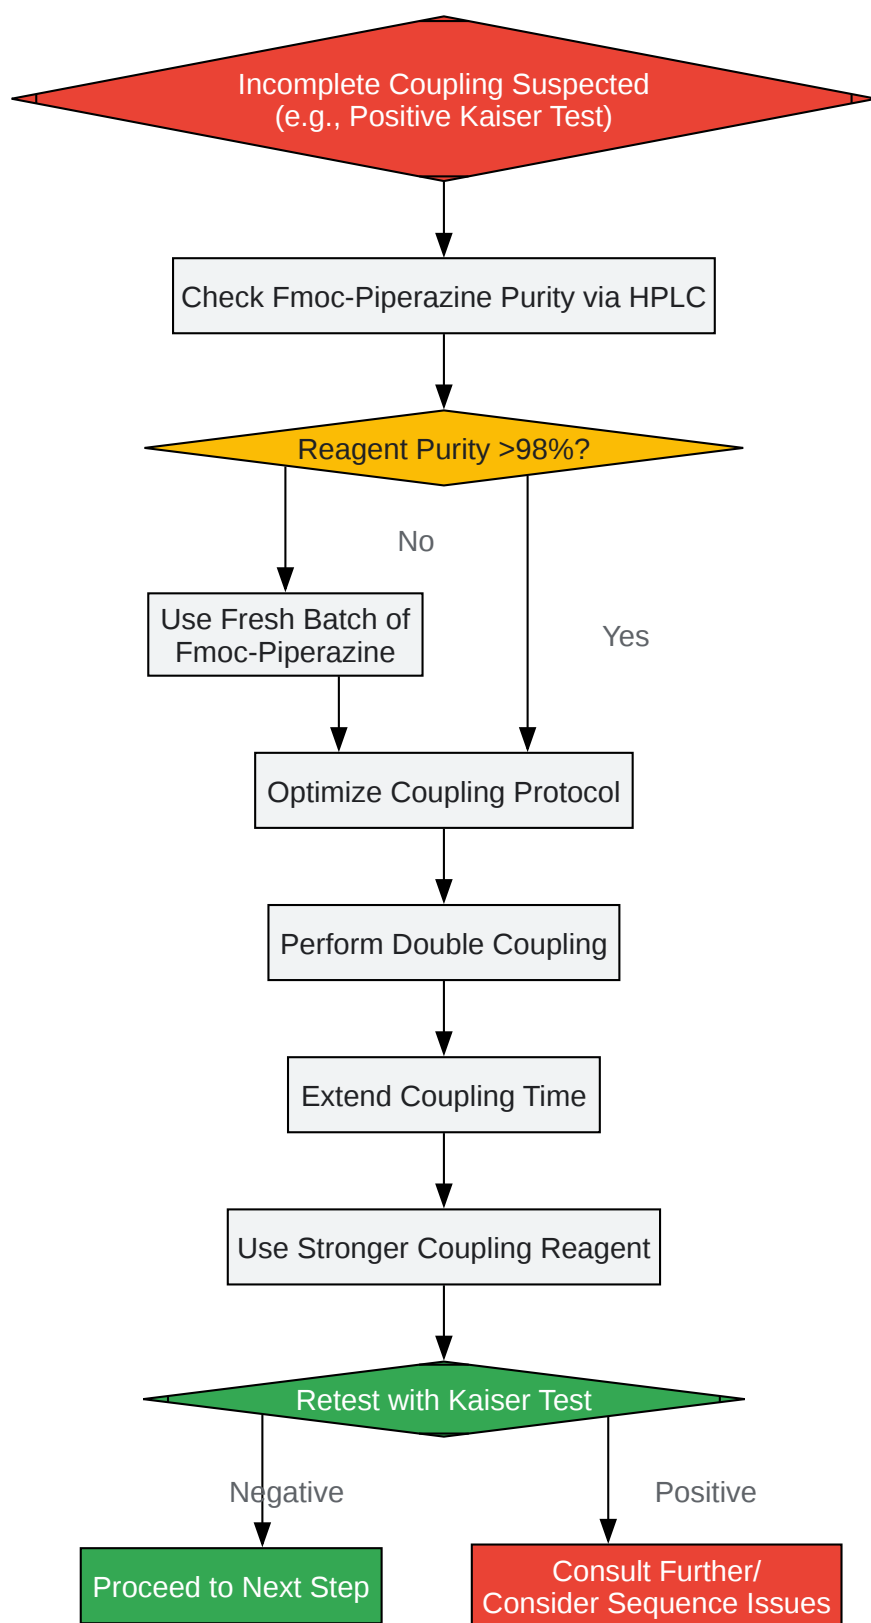 Incomplete Coupling Suspected
(e.g., Positive Kaiser Test)
Check Fmoc-Piperazine Purity via HPLC
Reagent Purity >98%?
No
Use Fresh Batch of
Fmoc-Piperazine
Yes
Optimize Coupling Protocol
Perform Double Coupling
Extend Coupling Time
Use Stronger Coupling Reagent
Retest with Kaiser Test
Negative
Positive
Proceed to Next Step
Consult Further/
Consider Sequence Issues